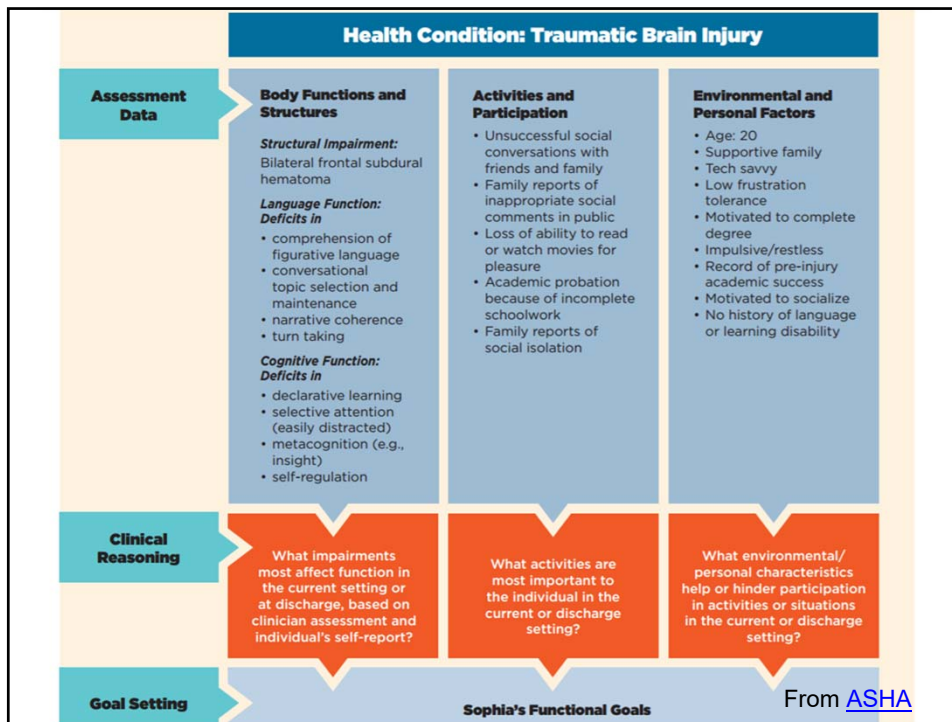 Health Condition: Traumatic Brain Injury
Assessment
Data
Body Functions and
Structures
Structural Impairment:
Bilateral frontal subdural
hematoma
Language Function:
Deficits in
• comprehension of
figurative language
• conversational
topic selection and
maintenance
• narrative coherence
• turn taking
Cognitive Function:
Deficits in
• declarative learning
• selective attention
(easily distracted)
• metacognition (e.g.,
insight)
• self-regulation
Activities and
Participation
• Unsuccessful social
conversations with
friends and family
• Family reports of
inappropriate social
comments in public
• Loss of ability to read
or watch movies for
pleasure
• Academic probation
because of incomplete
schoolwork
• Family reports of
social isolation
Environmental and
Personal Factors
• Age: 20
• Supportive family
• Tech savvy
• Low frustration
tolerance
• Motivated to complete
degree
• Impulsive/restless
• Record of pre-injury
academic success
• Motivated to socialize
• No history of language
or learning disability
Clinical
Reasoning
What impairments
most affect function in
the current setting or
at discharge, based on
clinician assessment and
individual's self-report?
What activities are
most important to
the individual in the
current or discharge
setting?
What environmental/
personal characteristics
help or hinder participation
in activities or situations
in the current or discharge
setting?
Goal Setting
Sophia's Functional Goals
From ASHA